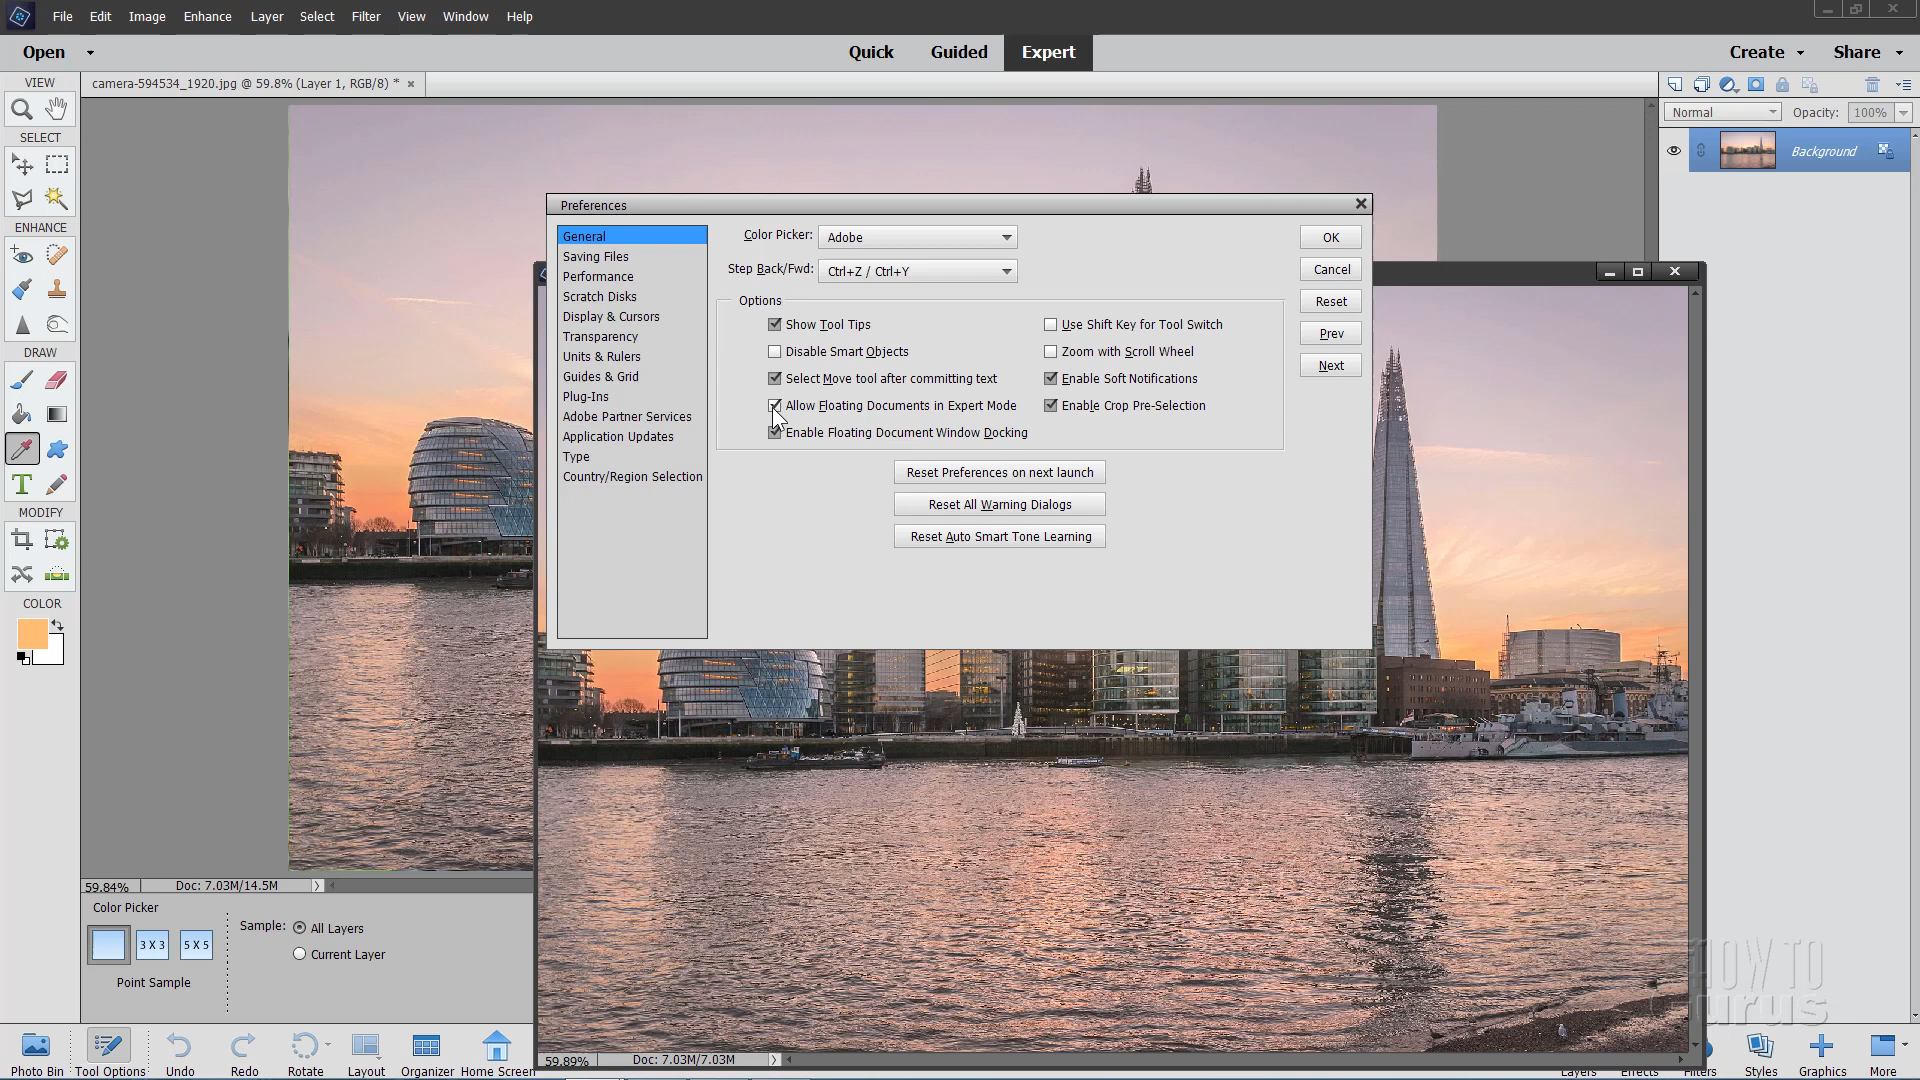 File Edit Image Enhance Layer Select Filter View Window Help
Open Quick Guided Expert Create Share
VIEW
camera-594534_1920.jpg @ 59.8% (Layer 1, RGB/8) *
Normal Opacity: 100%
SELECT
Background
ENHANCE
DRAW
MODIFY
COLOR
Preferences
General
Saving Files
Performance
Scratch Disks
Display & Cursors
Transparency
Units & Rulers
Guides & Grid
Plug-Ins
Adobe Partner Services
Application Updates
Type
Country/Region Selection
Color Picker: Adobe
Step Back/Fwd: Ctrl+Z / Ctrl+Y
Options
Show Tool Tips
Disable Smart Objects
Select Move tool after committing text
Allow Floating Documents in Expert Mode
Enable Floating Document Window Docking
Use Shift Key for Tool Switch
Zoom with Scroll Wheel
Enable Soft Notifications
Enable Crop Pre-Selection
Reset Preferences on next launch
Reset All Warning Dialogs
Reset Auto Smart Tone Learning
OK
Cancel
Reset
Prev
Next
59.84% Doc: 7.03M/14.5M
Color Picker
3 X 3 5 X 5
Point Sample
Sample: All Layers
Current Layer
59.89% Doc: 7.03M/7.03M
HOW TO
Gurus
Photo Bin Tool Options Undo Redo Rotate Layout Organizer Home Screen Layers Effects Filters Styles Graphics More